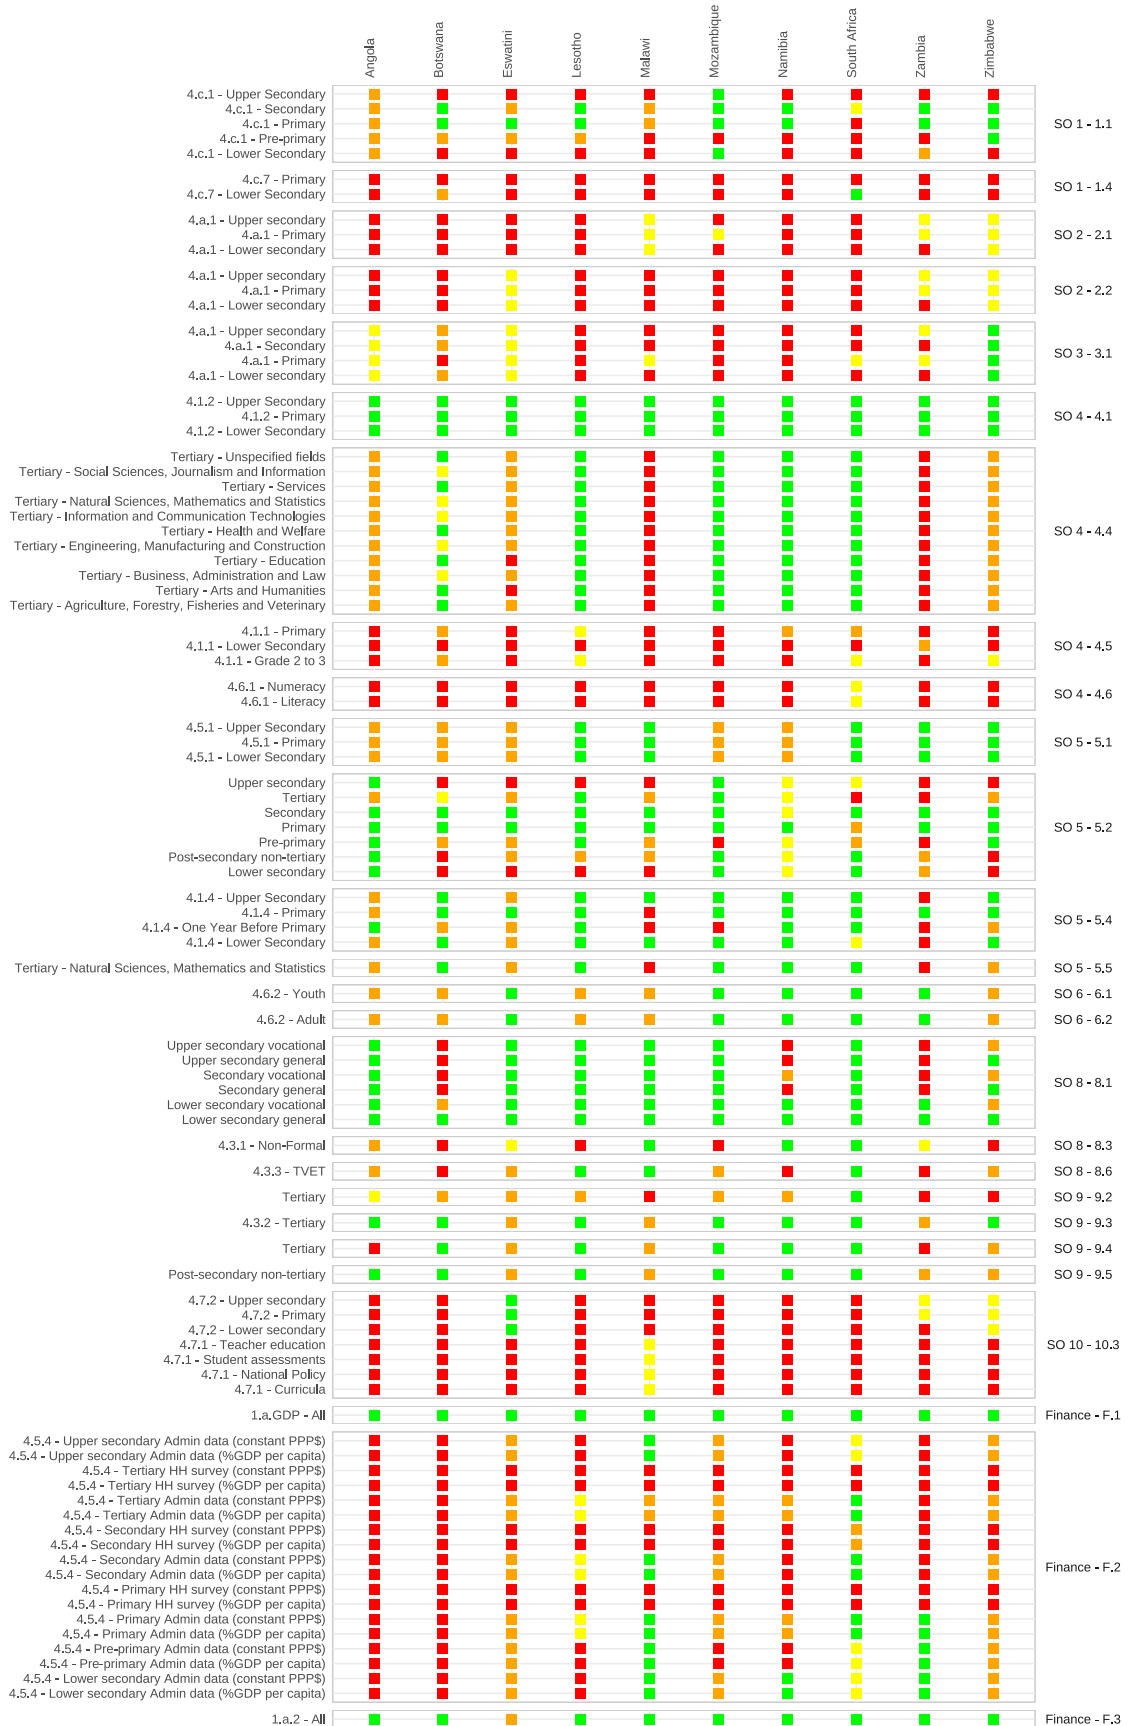 Angola
Botswana
Eswatini
Lesotho
Malawi
Mozambique
Namibia
South Africa
Zambia
Zimbabwe
4.c.1 - Upper Secondary
4.c.1 - Secondary
4.c.1 - Primary
4.c.1 - Pre-primary
4.c.1 - Lower Secondary
SO 1 - 1.1
4.c.7 - Primary
4.c.7 - Lower Secondary
SO 1 - 1.4
4.a.1 - Upper secondary
4.a.1 - Primary
4.a.1 - Lower secondary
SO 2 - 2.1
4.a.1 - Upper secondary
4.a.1 - Primary
4.a.1 - Lower secondary
SO 2 - 2.2
4.a.1 - Upper secondary
4.a.1 - Secondary
4.a.1 - Primary
4.a.1 - Lower secondary
SO 3 - 3.1
4.1.2 - Upper Secondary
4.1.2 - Primary
4.1.2 - Lower Secondary
SO 4 - 4.1
Tertiary - Unspecified fields
Tertiary - Social Sciences, Journalism and Information
Tertiary - Services
Tertiary - Natural Sciences, Mathematics and Statistics
Tertiary - Information and Communication Technologies
Tertiary - Health and Welfare
Tertiary - Engineering, Manufacturing and Construction
Tertiary - Education
Tertiary - Business, Administration and Law
Tertiary - Arts and Humanities
Tertiary - Agriculture, Forestry, Fisheries and Veterinary
SO 4 - 4.4
4.1.1 - Primary
4.1.1 - Lower Secondary
4.1.1 - Grade 2 to 3
SO 4 - 4.5
4.6.1 - Numeracy
4.6.1 - Literacy
SO 4 - 4.6
4.5.1 - Upper Secondary
4.5.1 - Primary
4.5.1 - Lower Secondary
SO 5 - 5.1
Upper secondary
Tertiary
Secondary
Primary
Pre-primary
Post-secondary non-tertiary
Lower secondary
SO 5 - 5.2
4.1.4 - Upper Secondary
4.1.4 - Primary
4.1.4 - One Year Before Primary
4.1.4 - Lower Secondary
SO 5 - 5.4
Tertiary - Natural Sciences, Mathematics and Statistics
SO 5 - 5.5
4.6.2 - Youth
SO 6 - 6.1
4.6.2 - Adult
SO 6 - 6.2
Upper secondary vocational
Upper secondary general
Secondary vocational
Secondary general
Lower secondary vocational
Lower secondary general
SO 8 - 8.1
4.3.1 - Non-Formal
SO 8 - 8.3
4.3.3 - TVET
SO 8 - 8.6
Tertiary
SO 9 - 9.2
4.3.2 - Tertiary
SO 9 - 9.3
Tertiary
SO 9 - 9.4
Post-secondary non-tertiary
SO 9 - 9.5
4.7.2 - Upper secondary
4.7.2 - Primary
4.7.2 - Lower secondary
4.7.1 - Teacher education
4.7.1 - Student assessments
4.7.1 - National Policy
4.7.1 - Curricula
SO 10 - 10.3
1.a.GDP - All
Finance - F.1
4.5.4 - Upper secondary Admin data (constant PPP$)
4.5.4 - Upper secondary Admin data (%GDP per capita)
4.5.4 - Tertiary HH survey (constant PPP$)
4.5.4 - Tertiary HH survey (%GDP per capita)
4.5.4 - Tertiary Admin data (constant PPP$)
4.5.4 - Tertiary Admin data (%GDP per capita)
4.5.4 - Secondary HH survey (constant PPP$)
4.5.4 - Secondary HH survey (%GDP per capita)
4.5.4 - Secondary Admin data (constant PPP$)
4.5.4 - Secondary Admin data (%GDP per capita)
4.5.4 - Primary HH survey (constant PPP$)
4.5.4 - Primary HH survey (%GDP per capita)
4.5.4 - Primary Admin data (constant PPP$)
4.5.4 - Primary Admin data (%GDP per capita)
4.5.4 - Pre-primary Admin data (constant PPP$)
4.5.4 - Pre-primary Admin data (%GDP per capita)
4.5.4 - Lower secondary Admin data (constant PPP$)
4.5.4 - Lower secondary Admin data (%GDP per capita)
Finance - F.2
1.a.2 - All
Finance - F.3